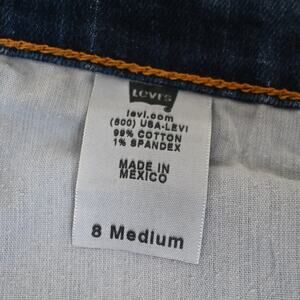 Levi's
levi.com
(800) USA-LEVI
99% COTTON
1% SPANDEX
MADE IN
MEXICO
8 Medium